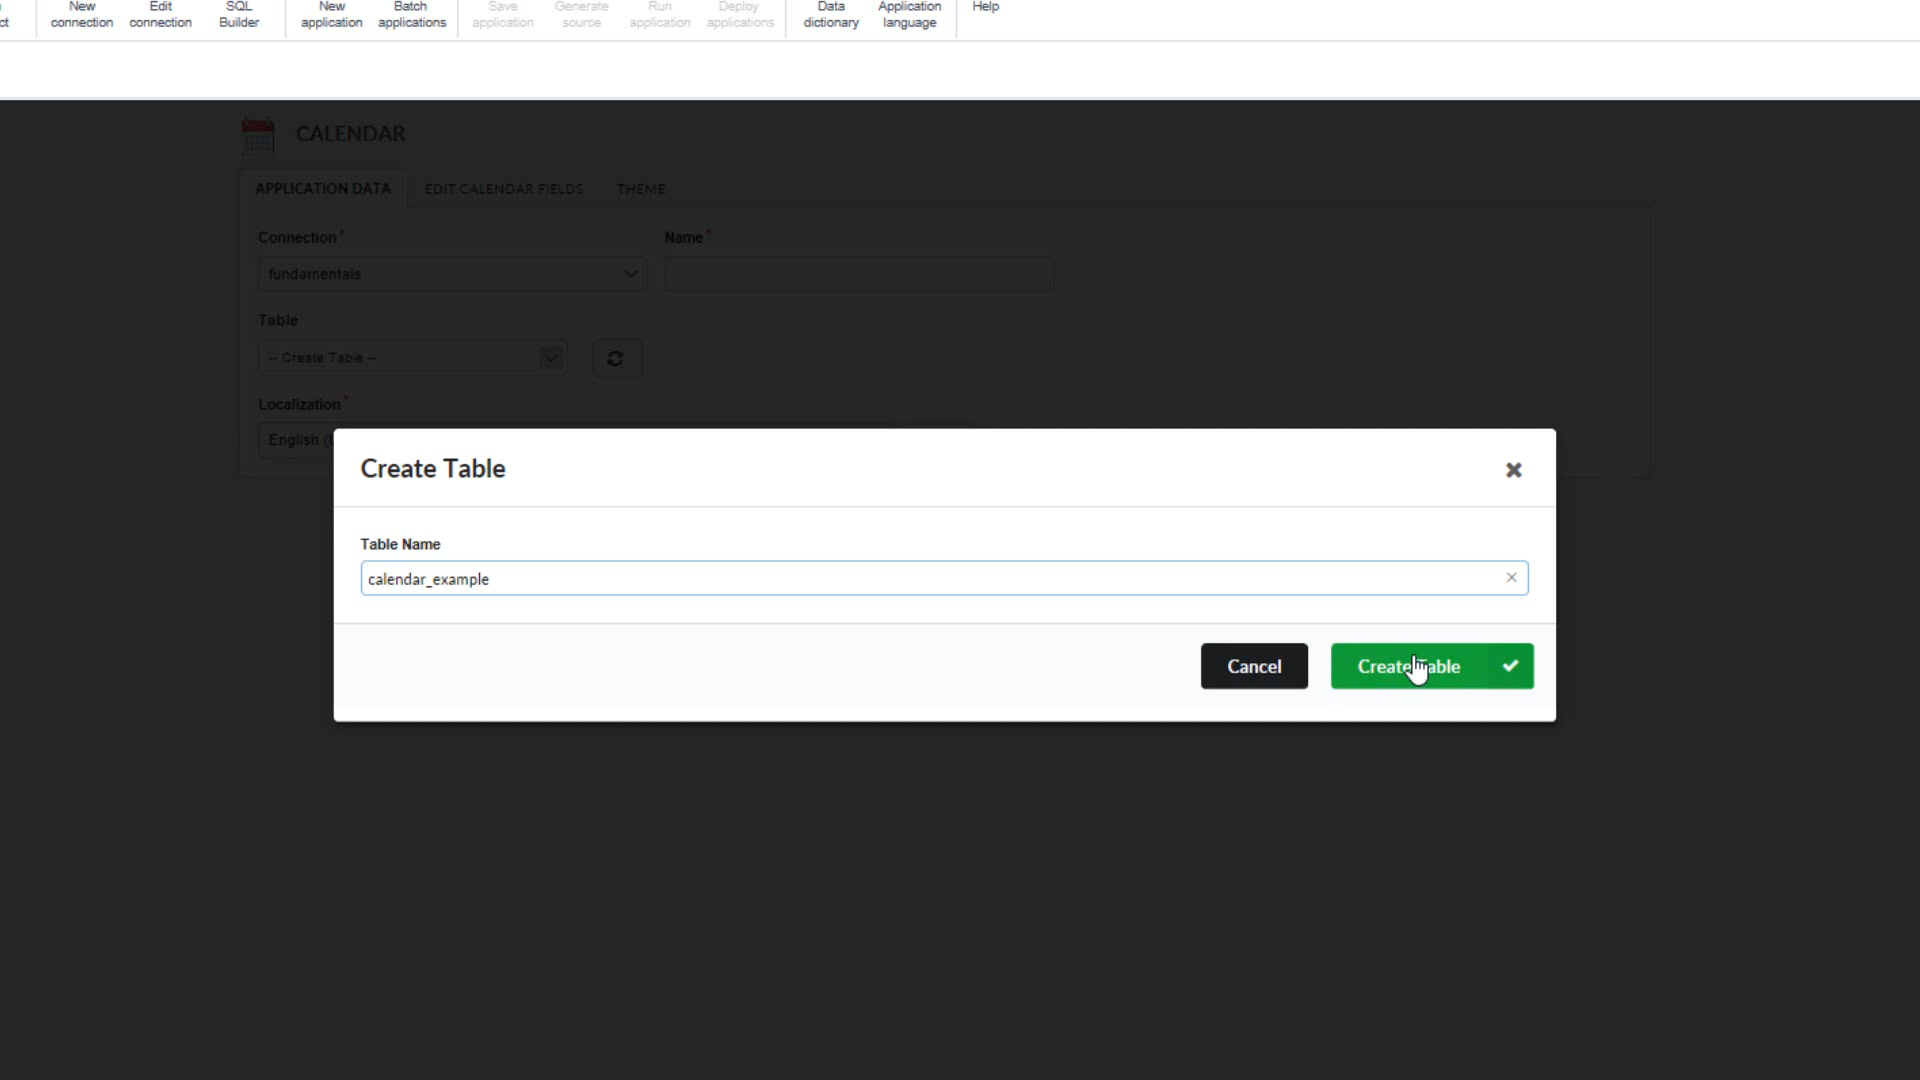 ct
New connection
Edit connection
SQL Builder
New application
Batch applications
Save application
Generate source
Run application
Deploy applications
Data dictionary
Application language
Help
CALENDAR
APPLICATION DATA
EDIT CALENDAR FIELDS
THEME
Connection*
Name*
fundamentals
Table
-- Create Table --
Localization*
English (
Create Table
Table Name
calendar_example
Cancel
Create Table